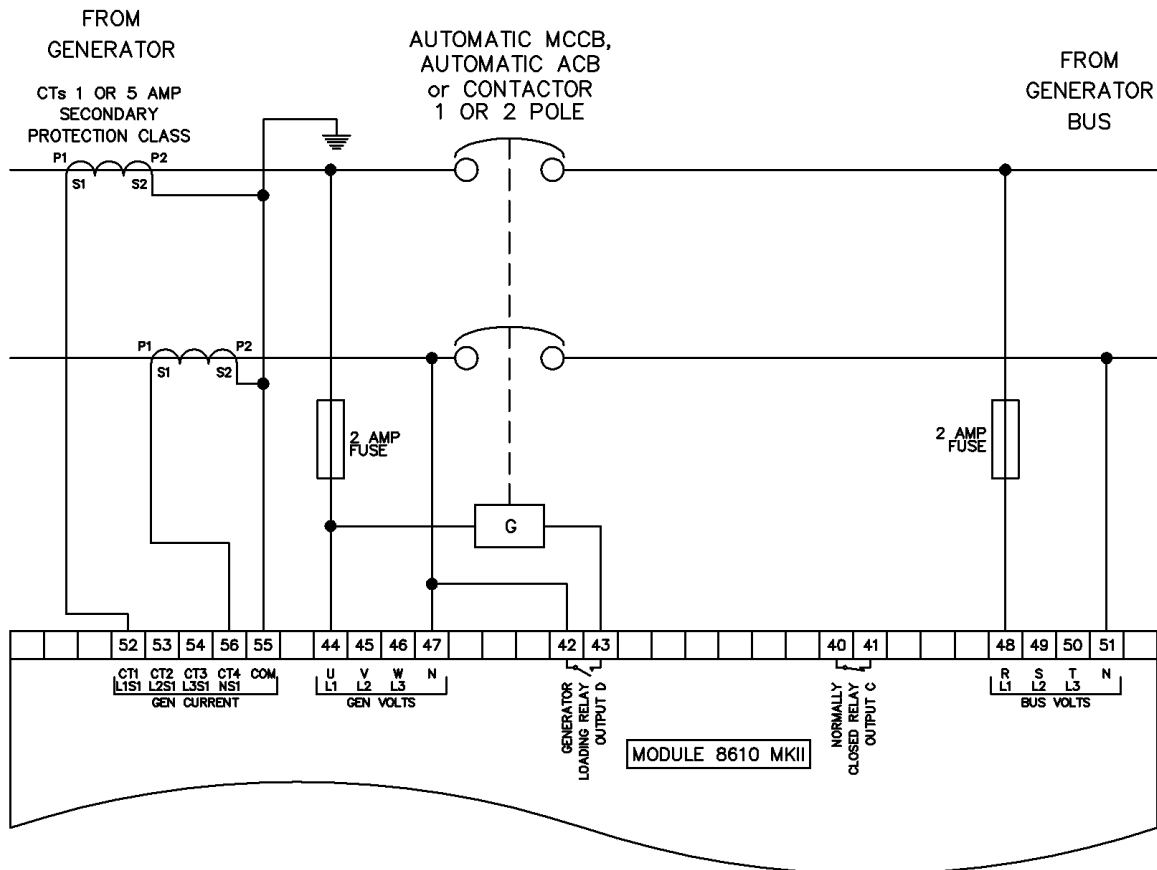 FROM
GENERATOR
CTs 1 OR 5 AMP
SECONDARY
PROTECTION CLASS
AUTOMATIC MCCB,
AUTOMATIC ACB
or CONTACTOR
1 OR 2 POLE
FROM
GENERATOR
BUS
P1
P2
S1
S2
P1
P2
S1
S2
2 AMP
FUSE
2 AMP
FUSE
G
52 53 54 56 55 44 45 46 47 42 43 40 41 48 49 50 51
CT1 CT2 CT3 CT4 COM
L1S1 L2S1 L3S1 NS1
GEN CURRENT
U V W N
L1 L2 L3
GEN VOLTS
GENERATOR
LOADING RELAY
OUTPUT D
NORMALLY
CLOSED RELAY
OUTPUT C
R S T N
L1 L2 L3
BUS VOLTS
MODULE 8610 MKII